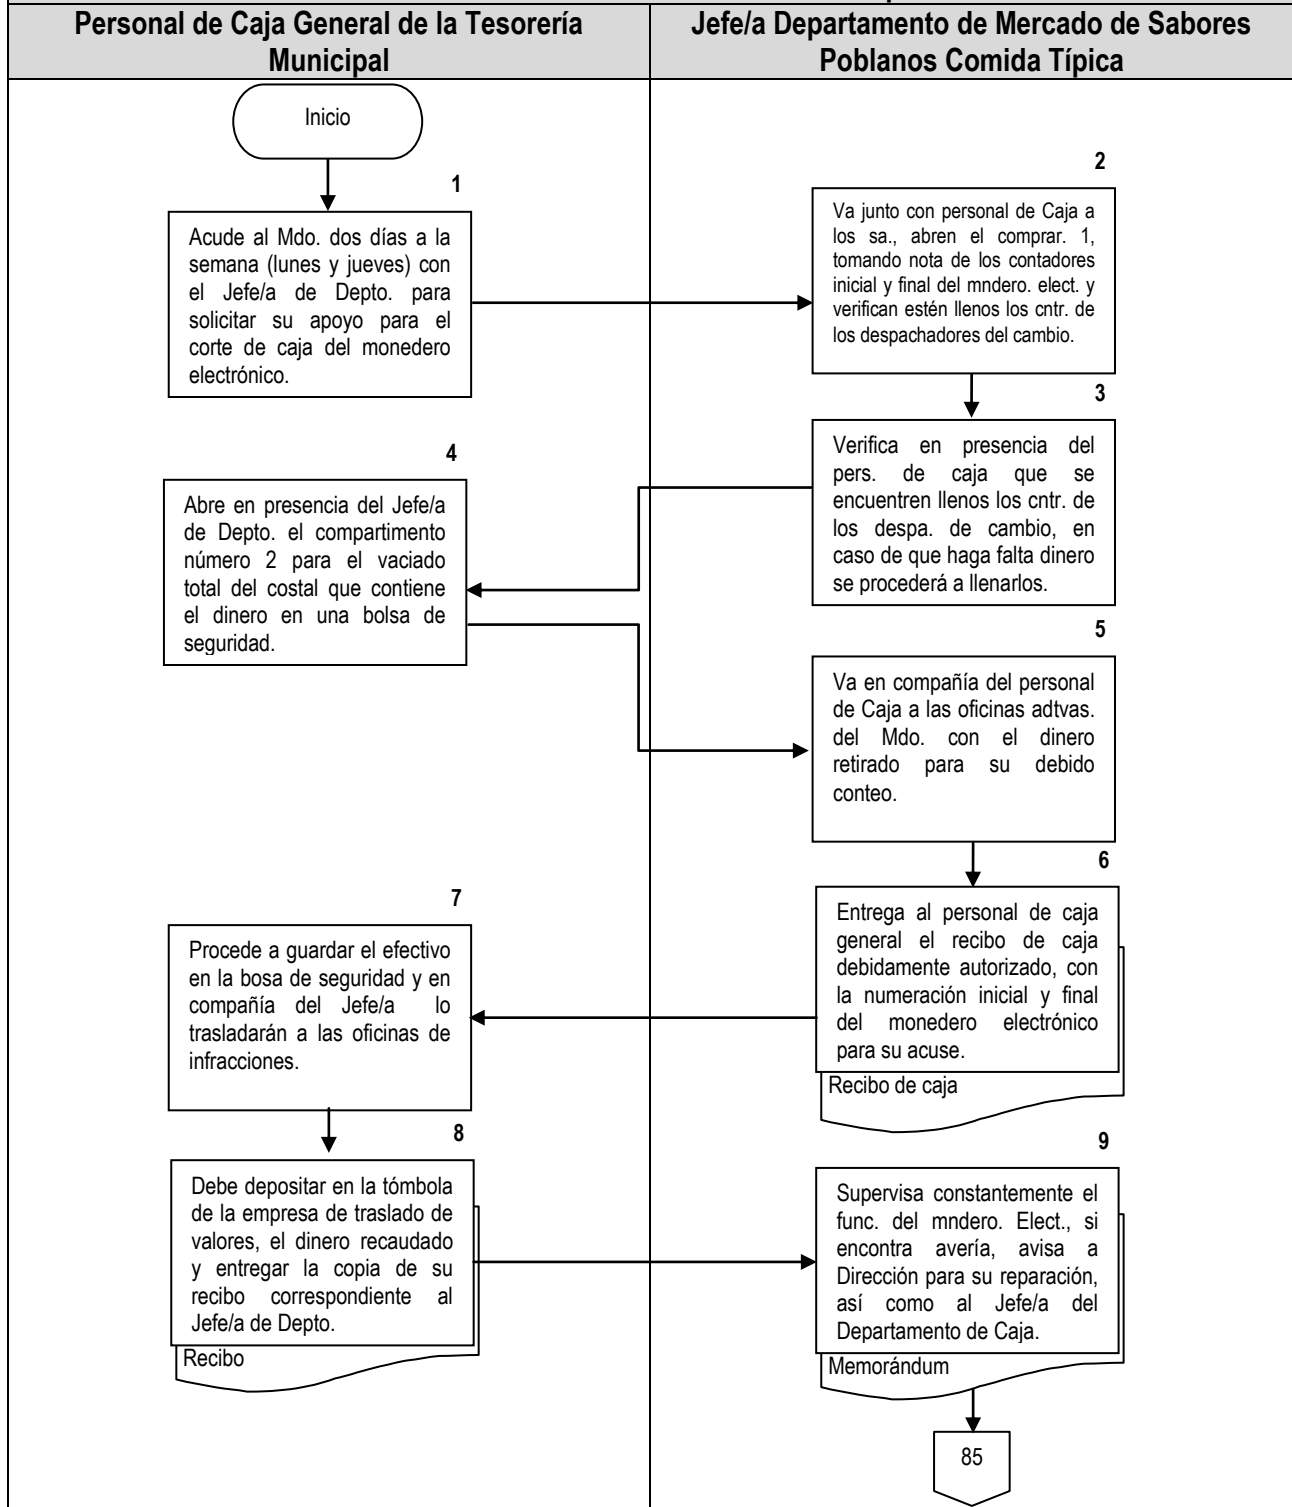 Personal de Caja General de la Tesorería
Municipal
Jefe/a Departamento de Mercado de Sabores
Poblanos Comida Típica
Inicio
1
Acude al Mdo. dos días a la
semana (lunes y jueves) con
el Jefe/a de Depto. para
solicitar su apoyo para el
corte de caja del monedero
electrónico.
2
Va junto con personal de Caja a
los sa., abren el comprar. 1,
tomando nota de los contadores
inicial y final del mndero. elect. y
verifican estén llenos los cntr. de
los despachadores del cambio.
3
Verifica en presencia del
pers. de caja que se
encuentren llenos los cntr. de
los despa. de cambio, en
caso de que haga falta dinero
se procederá a llenarlos.
4
Abre en presencia del Jefe/a
de Depto. el compartimento
número 2 para el vaciado
total del costal que contiene
el dinero en una bolsa de
seguridad.
5
Va en compañía del personal
de Caja a las oficinas adtvas.
del Mdo. con el dinero
retirado para su debido
conteo.
6
Entrega al personal de caja
general el recibo de caja
debidamente autorizado, con
la numeración inicial y final
del monedero electrónico
para su acuse.
Recibo de caja
7
Procede a guardar el efectivo
en la bosa de seguridad y en
compañía del Jefe/a lo
trasladarán a las oficinas de
infracciones.
8
Debe depositar en la tómbola
de la empresa de traslado de
valores, el dinero recaudado
y entregar la copia de su
recibo correspondiente al
Jefe/a de Depto.
Recibo
9
Supervisa constantemente el
func. del mndero. Elect., si
encontra avería, avisa a
Dirección para su reparación,
así como al Jefe/a del
Departamento de Caja.
Memorándum
85